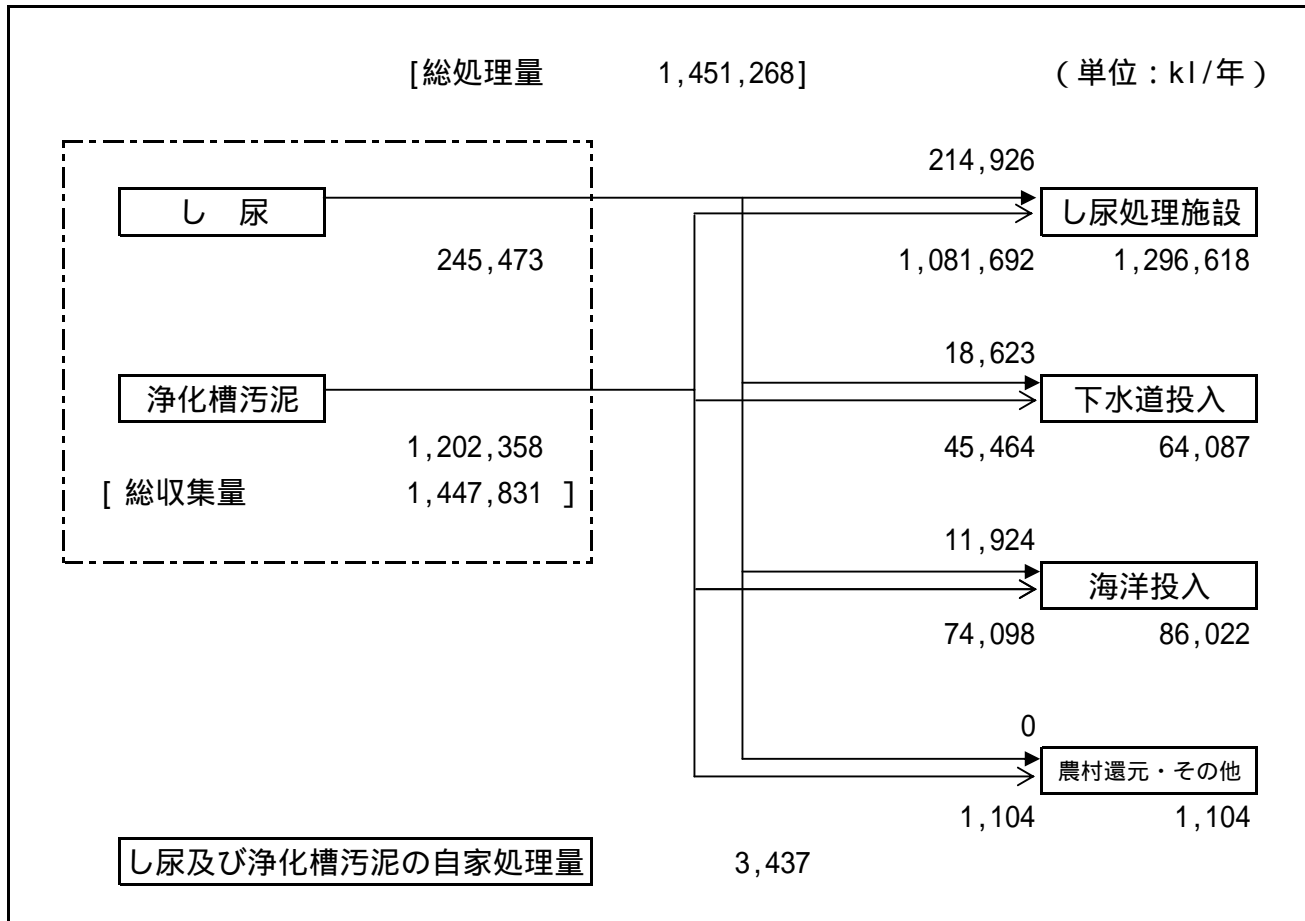 [総処理量 1,451,268] （単位：kl/年）
214,926
し 尿 し尿処理施設
245,473 1,081,692 1,296,618
18,623
浄化槽汚泥 下水道投入
1,202,358 45,464 64,087
[ 総収集量 1,447,831 ]
11,924
海洋投入
74,098 86,022
0
農村還元・その他
1,104 1,104
し尿及び浄化槽汚泥の自家処理量 3,437